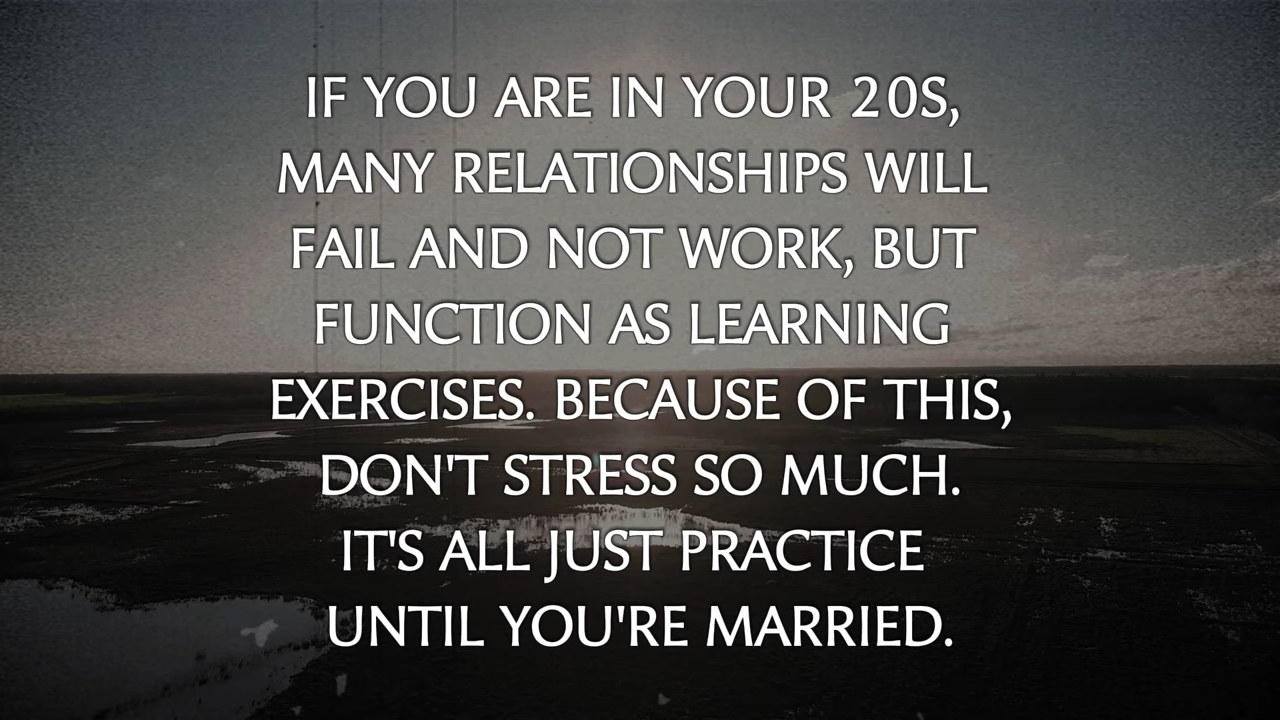 IF YOU ARE IN YOUR 20S,
MANY RELATIONSHIPS WILL
FAIL AND NOT WORK, BUT
FUNCTION AS LEARNING
EXERCISES. BECAUSE OF THIS,
DON'T STRESS SO MUCH.
IT'S ALL JUST PRACTICE
UNTIL YOU'RE MARRIED.